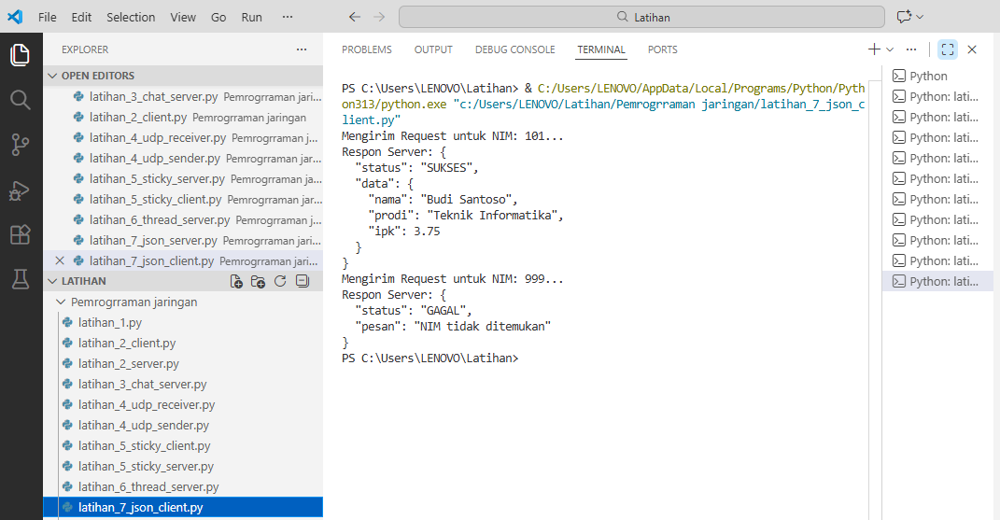 File Edit Selection View Go Run ··· Latihan
EXPLORER ···
OPEN EDITORS
latihan_3_chat_server.py Pemrogrraman jari...
latihan_2_client.py Pemrogrraman jaringan
latihan_4_udp_receiver.py Pemrogrraman j...
latihan_4_udp_sender.py Pemrogrraman jar...
latihan_5_sticky_server.py Pemrogrraman ja...
latihan_5_sticky_client.py Pemrogrraman jar...
latihan_6_thread_server.py Pemrogrraman j...
latihan_7_json_server.py Pemrogrraman jari...
latihan_7_json_client.py Pemrogrraman jari...
LATIHAN
Pemrogrraman jaringan
latihan_1.py
latihan_2_client.py
latihan_2_server.py
latihan_3_chat_server.py
latihan_4_udp_receiver.py
latihan_4_udp_sender.py
latihan_5_sticky_client.py
latihan_5_sticky_server.py
latihan_6_thread_server.py
latihan_7_json_client.py
PROBLEMS OUTPUT DEBUG CONSOLE TERMINAL PORTS ···
PS C:\Users\LENOVO\Latihan> & C:/Users/LENOVO/AppData/Local/Programs/Python/Pyth
on313/python.exe "c:/Users/LENOVO/Latihan/Pemrogrraman jaringan/latihan_7_json_c
lient.py"
Mengirim Request untuk NIM: 101...
Respon Server: {
  "status": "SUKSES",
  "data": {
    "nama": "Budi Santoso",
    "prodi": "Teknik Informatika",
    "ipk": 3.75
  }
}
Mengirim Request untuk NIM: 999...
Respon Server: {
  "status": "GAGAL",
  "pesan": "NIM tidak ditemukan"
}
PS C:\Users\LENOVO\Latihan>
Python
Python: lati...
Python: lati...
Python: lati...
Python: lati...
Python: lati...
Python: lati...
Python: lati...
Python: lati...
Python: lati...
Python: lati...